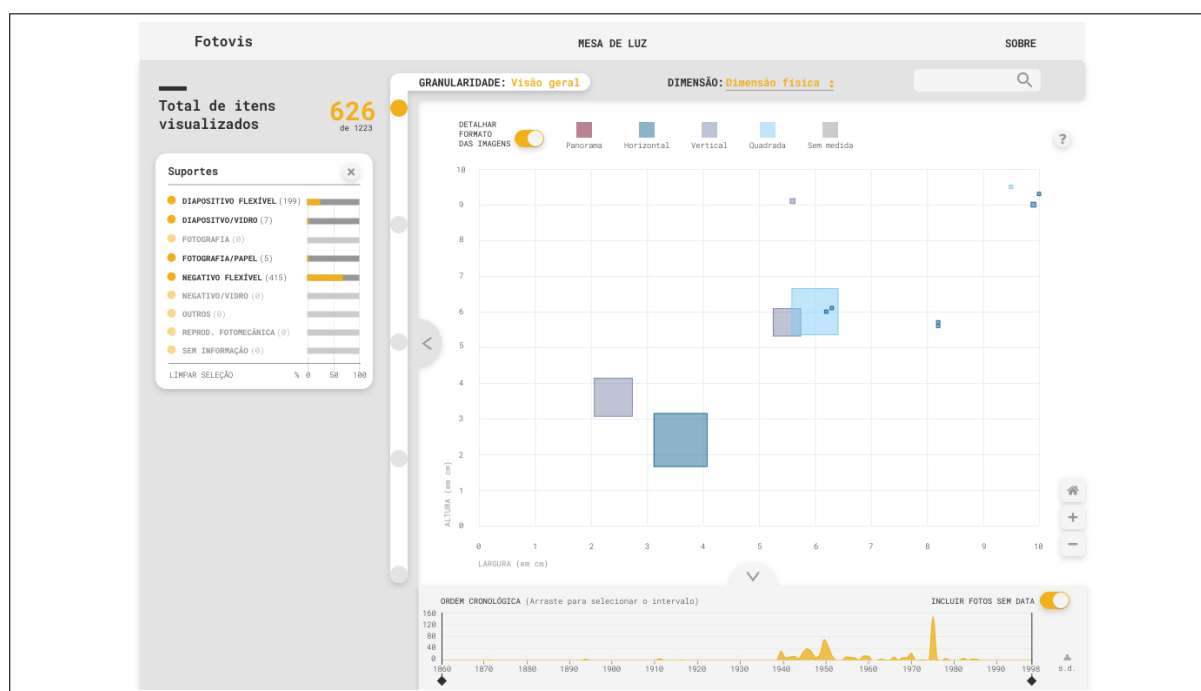 Fotovis
MESA DE LUZ
SOBRE
GRANULARIDADE: Visão geral
DIMENSÃO: Dimensão física
Total de itens
visualizados
626
de 1223
DETALHAR
FORMATO
DAS IMAGENS
Panorama
Horizontal
Vertical
Quadrada
Sem medida
?
Suportes
×
DIAPOSITIVO FLEXÍVEL (199)
DIAPOSITVO/VIDRO (7)
FOTOGRAFIA (0)
FOTOGRAFIA/PAPEL (5)
NEGATIVO FLEXÍVEL (415)
NEGATIVO/VIDRO (0)
OUTROS (0)
REPROD. FOTOMECÂNICA (0)
SEM INFORMAÇÃO (0)
LIMPAR SELEÇÃO
% 0 50 100
10
9
8
7
6
5
4
3
2
1
0
ALTURA (em cm)
0 1 2 3 4 5 6 7 8 9 10
LARGURA (em cm)
+
−
ORDEM CRONOLÓGICA (Arraste para selecionar o intervalo)
INCLUIR FOTOS SEM DATA
160
120
80
40
0
1860 1870 1880 1890 1900 1910 1920 1930 1940 1950 1960 1970 1980 1990 1998 s.d.